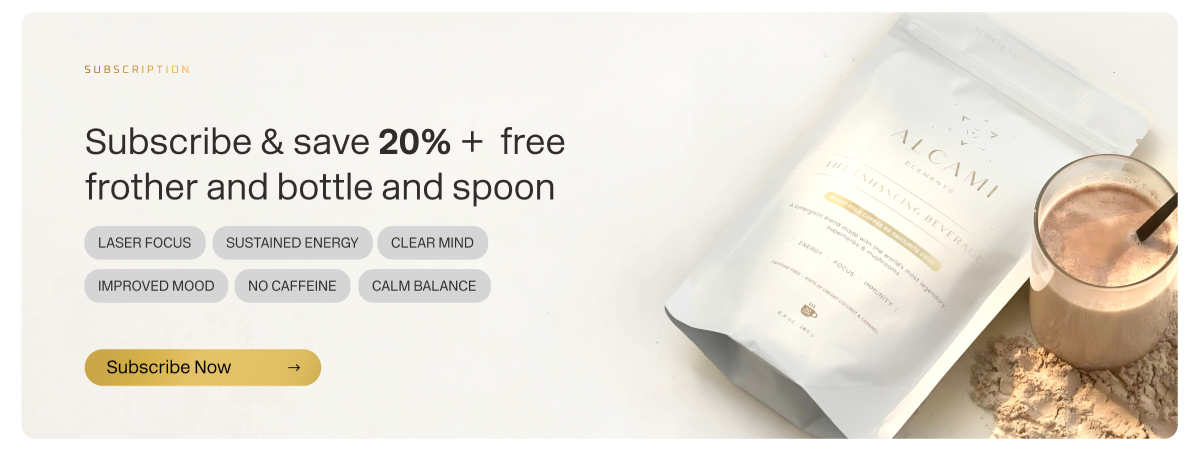 SUBSCRIPTION
Subscribe & save 20% + free
frother and bottle and spoon
LASER FOCUS
SUSTAINED ENERGY
CLEAR MIND
IMPROVED MOOD
NO CAFFEINE
CALM BALANCE
Subscribe Now →
ALCAMI
ELEMENTS
LIFE ENHANCING BEVERAGE
A synergistic blend made with the world's most legendary
superherbs & mushrooms
ENERGY · FOCUS · IMMUNITY